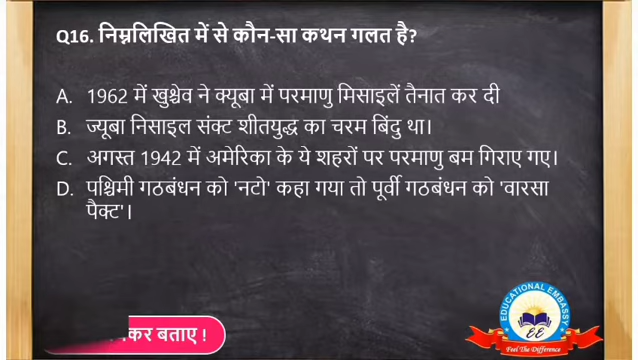 Q16. निम्नलिखित में से कौन-सा कथन गलत है?
A. 1962 में खुश्चेव ने क्यूबा में परमाणु मिसाइलें तैनात कर दी
B. ज्यूबा निसाइल संक्ट शीतयुद्ध का चरम बिंदु था।
C. अगस्त 1942 में अमेरिका के ये शहरों पर परमाणु बम गिराए गए।
D. पश्चिमी गठबंधन को 'नटो' कहा गया तो पूर्वी गठबंधन को 'वारसा
पैक्ट'।
EDUCATIONAL EMBASSY
EE
Feel The Difference
कर बताए !